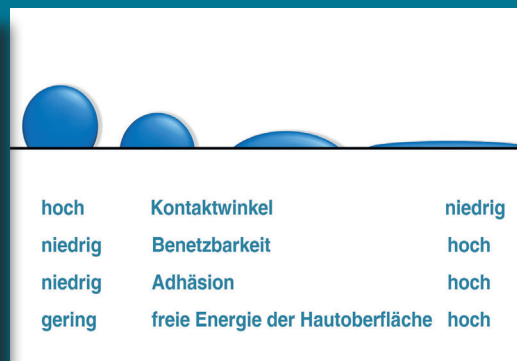 hoch Kontaktwinkel niedrig
niedrig Benetzbarkeit hoch
niedrig Adhäsion hoch
gering freie Energie der Hautoberfläche hoch